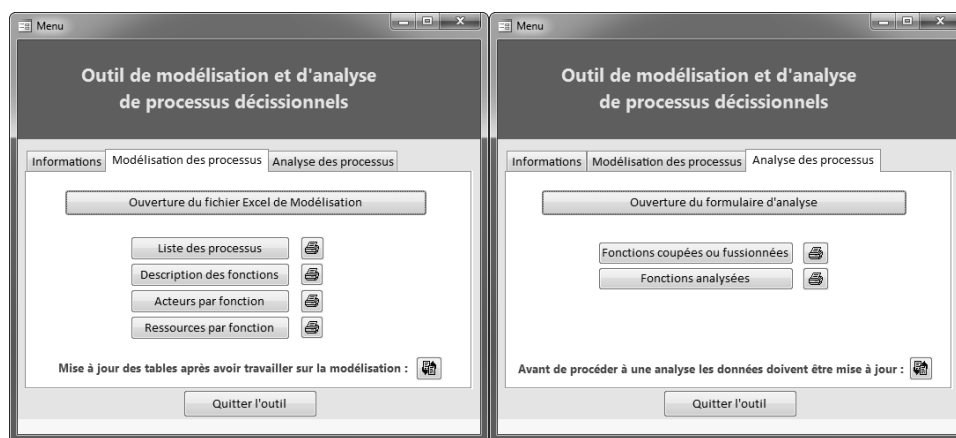 Menu
Outil de modélisation et d'analyse
de processus décissionnels
Informations Modélisation des processus Analyse des processus
Ouverture du fichier Excel de Modélisation
Liste des processus
Description des fonctions
Acteurs par fonction
Ressources par fonction
Mise à jour des tables après avoir travailler sur la modélisation :
Quitter l'outil
Menu
Outil de modélisation et d'analyse
de processus décissionnels
Informations Modélisation des processus Analyse des processus
Ouverture du formulaire d'analyse
Fonctions coupées ou fussionnées
Fonctions analysées
Avant de procéder à une analyse les données doivent être mise à jour :
Quitter l'outil